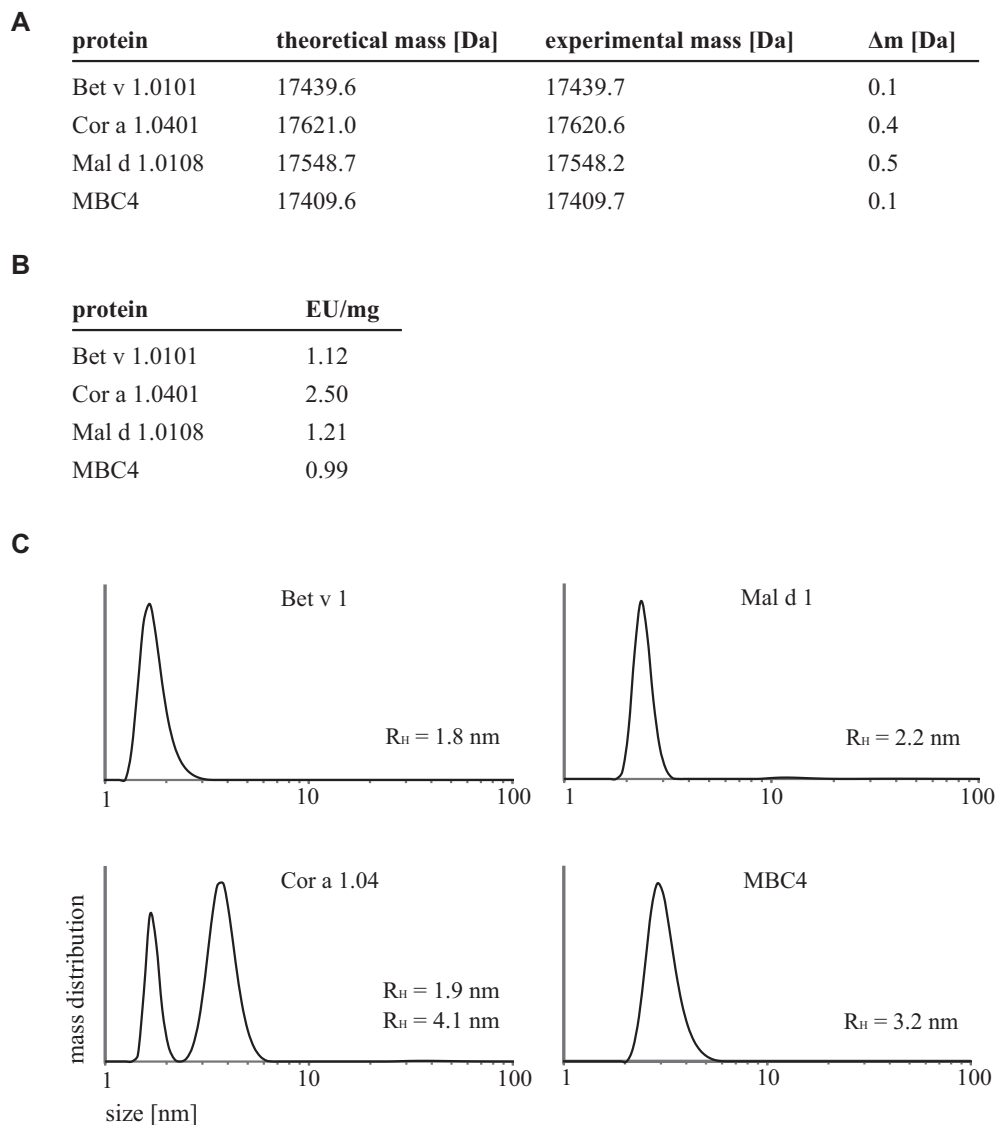 A
protein theoretical mass [Da] experimental mass [Da] Δm [Da]
Bet v 1.0101 17439.6 17439.7 0.1
Cor a 1.0401 17621.0 17620.6 0.4
Mal d 1.0108 17548.7 17548.2 0.5
MBC4 17409.6 17409.7 0.1
B
protein EU/mg
Bet v 1.0101 1.12
Cor a 1.0401 2.50
Mal d 1.0108 1.21
MBC4 0.99
C
Bet v 1
RH = 1.8 nm
1 10 100
Mal d 1
RH = 2.2 nm
1 10 100
mass distribution
Cor a 1.04
RH = 1.9 nm
RH = 4.1 nm
1 10 100
size [nm]
MBC4
RH = 3.2 nm
1 10 100